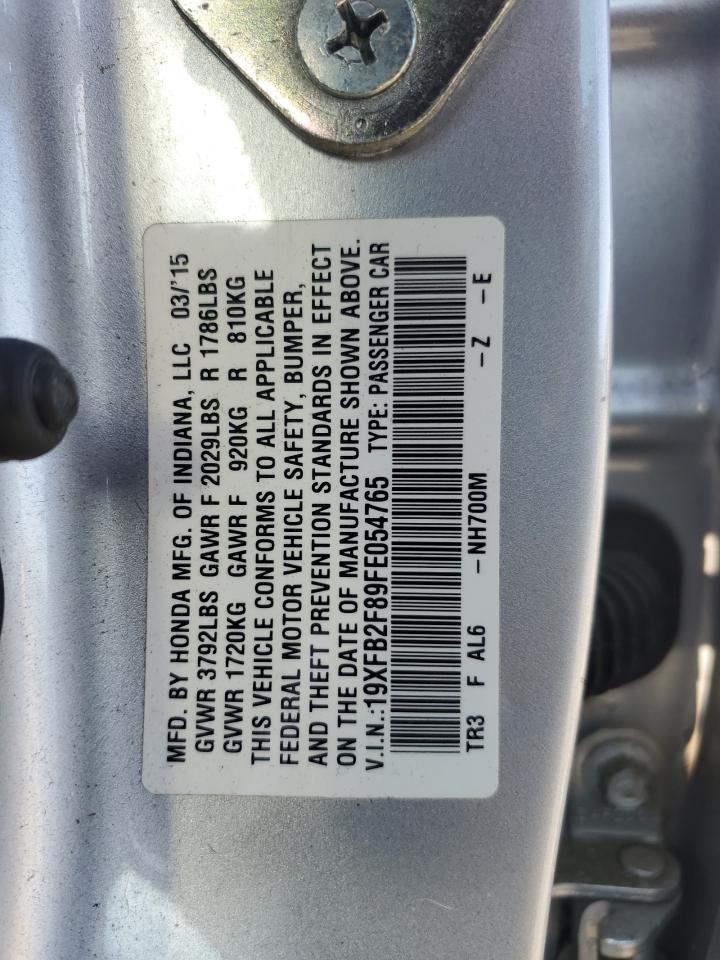 MFD. BY HONDA MFG. OF INDIANA, LLC 03/'15
GVWR 3792LBS GAWR F 2029LBS R 1786LBS
GVWR 1720KG GAWR F 920KG R 810KG
THIS VEHICLE CONFORMS TO ALL APPLICABLE
FEDERAL MOTOR VEHICLE SAFETY, BUMPER,
AND THEFT PREVENTION STANDARDS IN EFFECT
ON THE DATE OF MANUFACTURE SHOWN ABOVE.
V.I.N.:19XFB2F89FE054765 TYPE: PASSENGER CAR
TR3 F AL6 -NH700M -Z -E